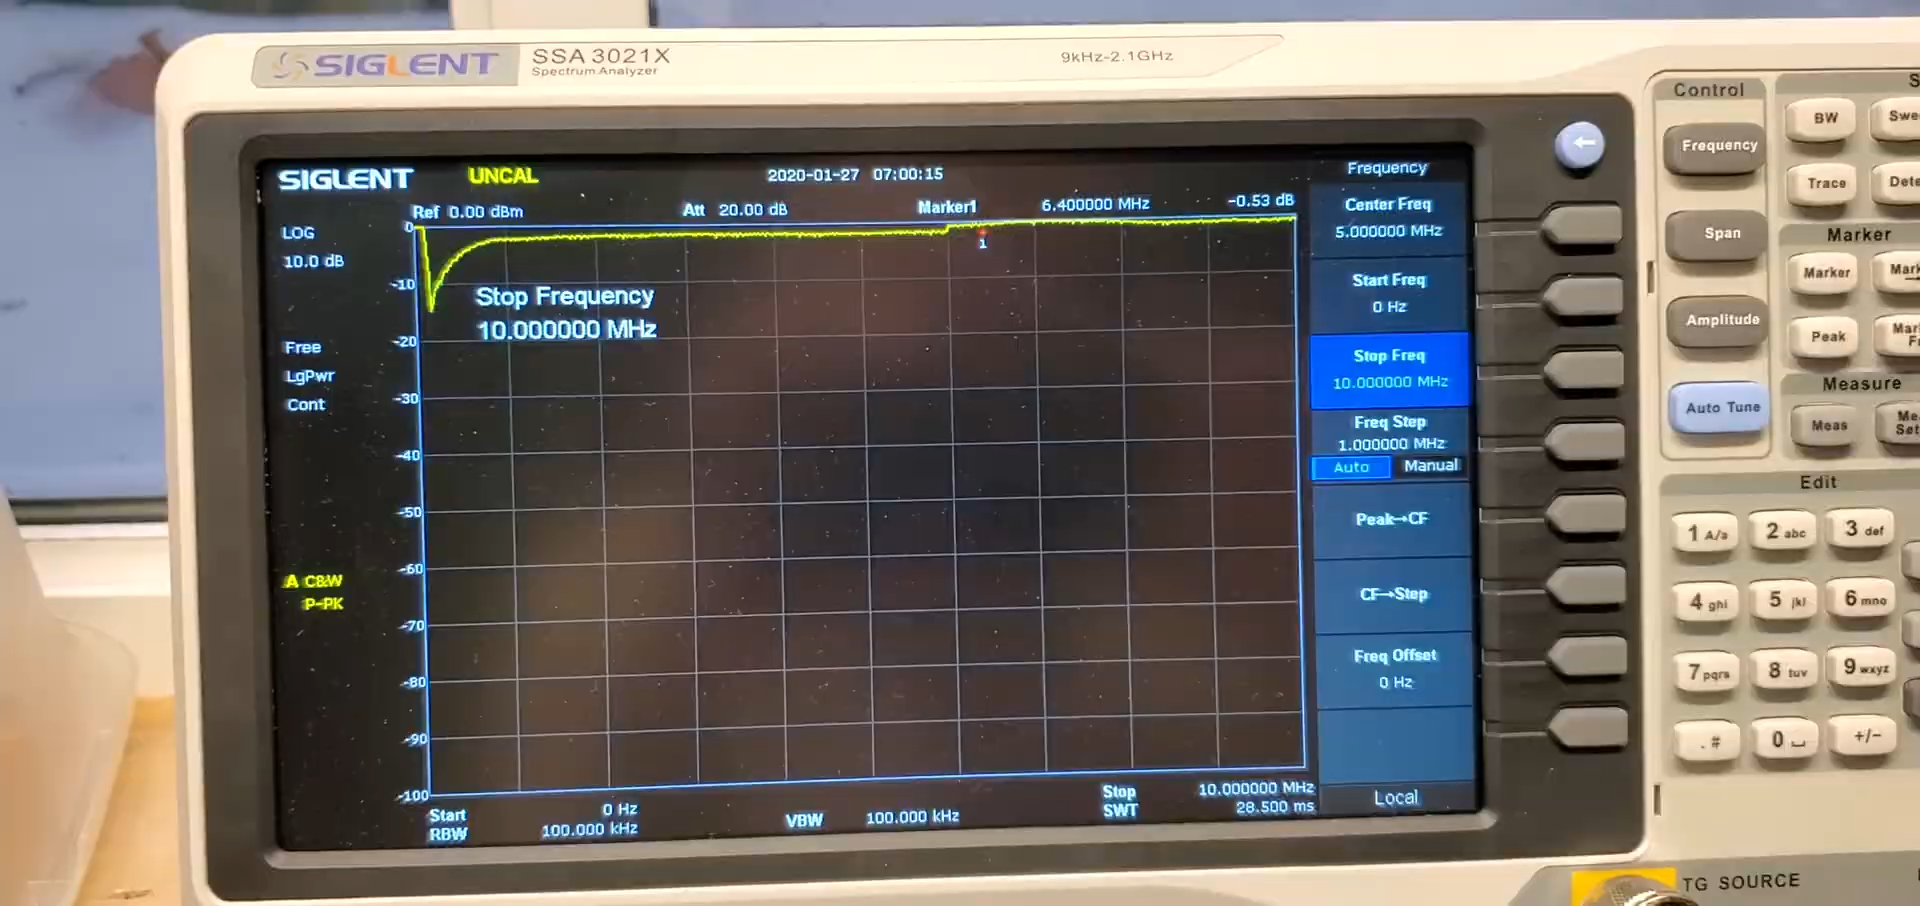 SIGLENT SSA 3021X 9kHz-2.1GHz
Spectrum Analyzer
SIGLENT UNCAL 2020-01-27 07:00:15
Ref 0.00 dBm Att 20.00 dB Marker1 6.400000 MHz -0.53 dB
LOG
10.0 dB
Free
LgPwr
Cont
A C&W
P-PK
0
-10
-20
-30
-40
-50
-60
-70
-80
-90
-100
1
Stop Frequency
10.000000 MHz
Start 0 Hz
RBW 100.000 kHz
VBW 100.000 kHz
Stop 10.000000 MHz
SWT 28.500 ms
Frequency
Center Freq
5.000000 MHz
Start Freq
0 Hz
Stop Freq
10.000000 MHz
Freq Step
1.000000 MHz
Auto Manual
Peak→CF
CF→Step
Freq Offset
0 Hz
Local
Control
Frequency
Span
Amplitude
Auto Tune
BW
Trace
Marker
Marker
Peak
Measure
Meas
Edit
1 A/a 2 abc 3 def
4 ghi 5 jkl 6 mno
7 pqrs 8 tuv 9 wxyz
. # 0 +/-
TG SOURCE